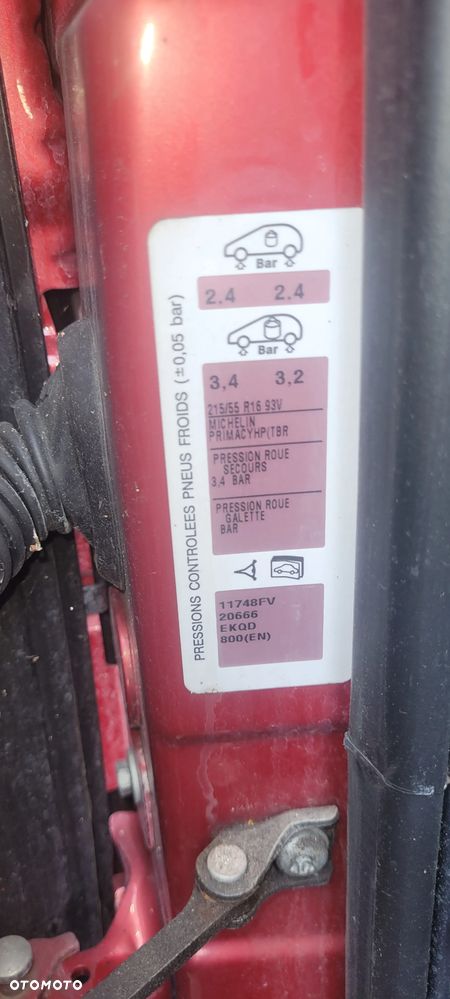 PRESSIONS CONTROLEES PNEUS FROIDS (±0,05 bar)
Bar
2.4 2.4
Bar
3,4 3,2
215/55 R16 93V
MICHELIN
PRIMACYHP(TBR
PRESSION ROUE
SECOURS
3,4 BAR
PRESSION ROUE
GALETTE
BAR
11748FV
20666
EKQD
800(EN)
OTOMOTO
OTOMOTO